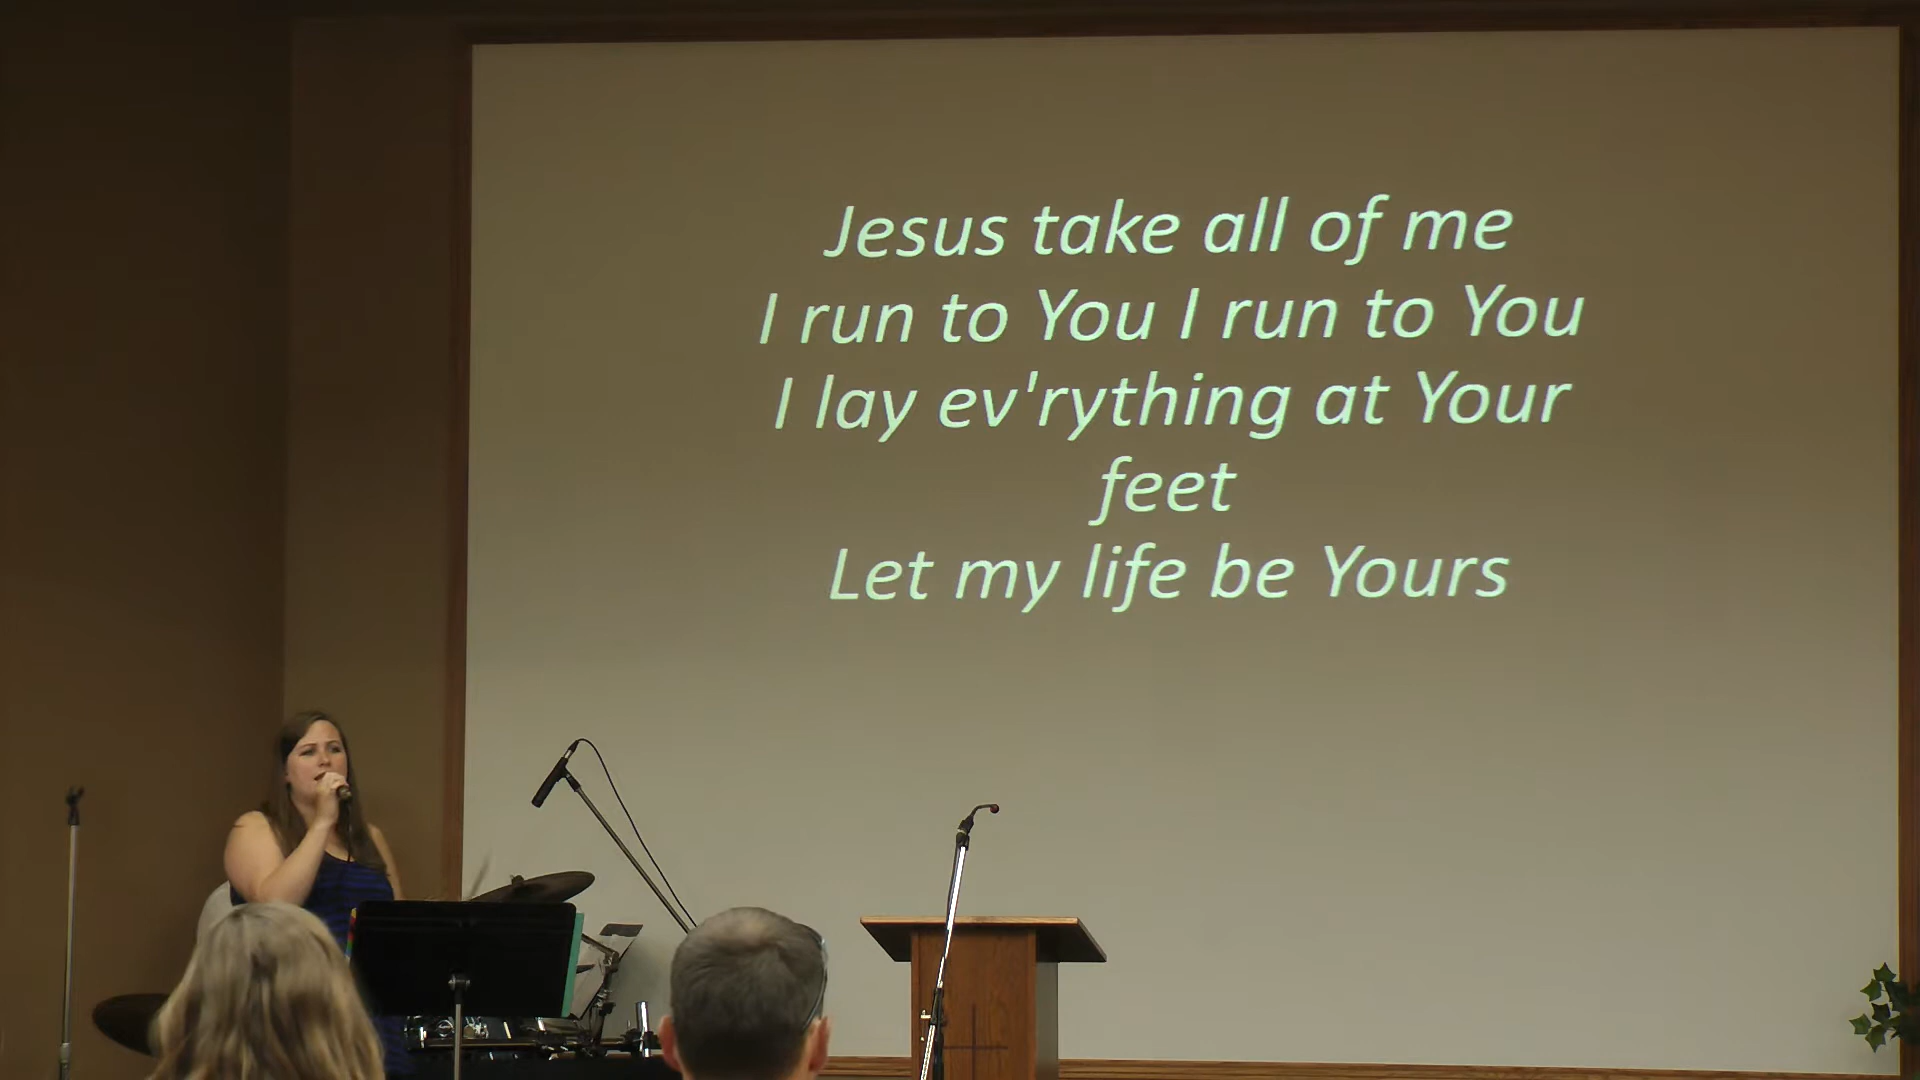 Jesus take all of me
I run to You I run to You
I lay ev'rything at Your
feet
Let my life be Yours